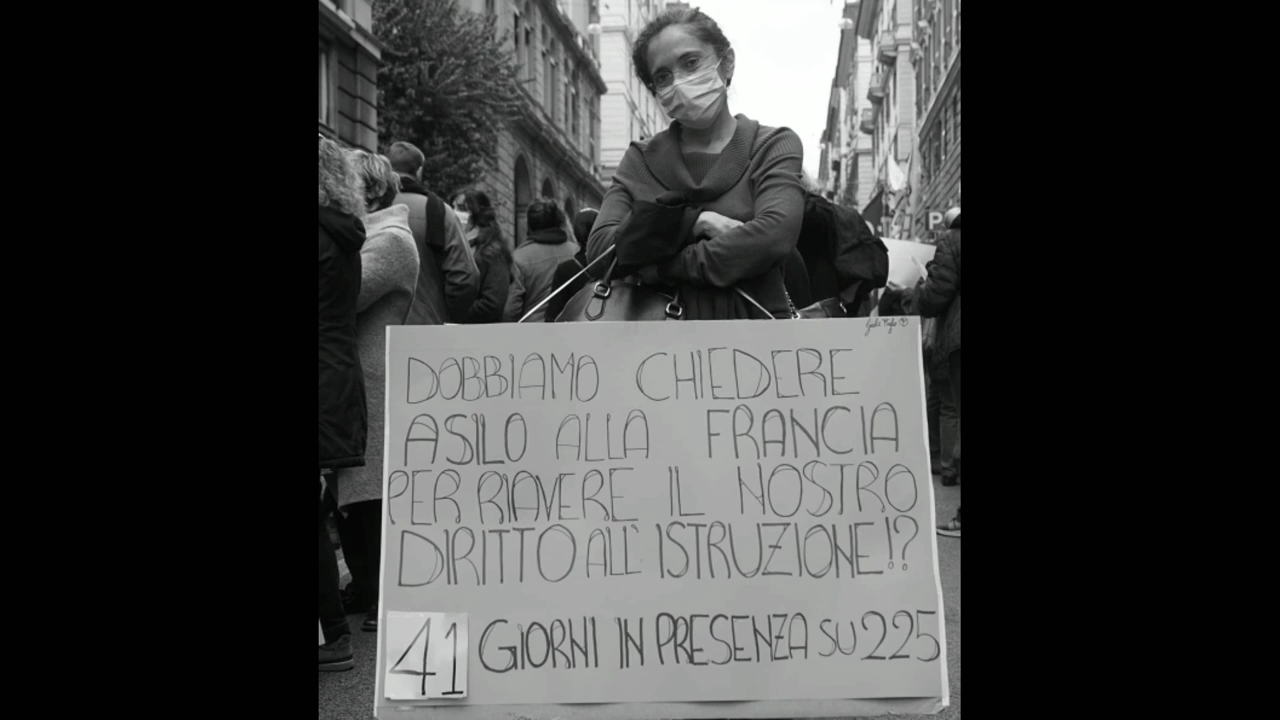 DOBBIAMO CHIEDERE
ASILO ALLA FRANCIA
PER RIAVERE IL NOSTRO
DIRITTO ALL' ISTRUZIONE!?
41 GIORNI IN PRESENZA SU 225
P